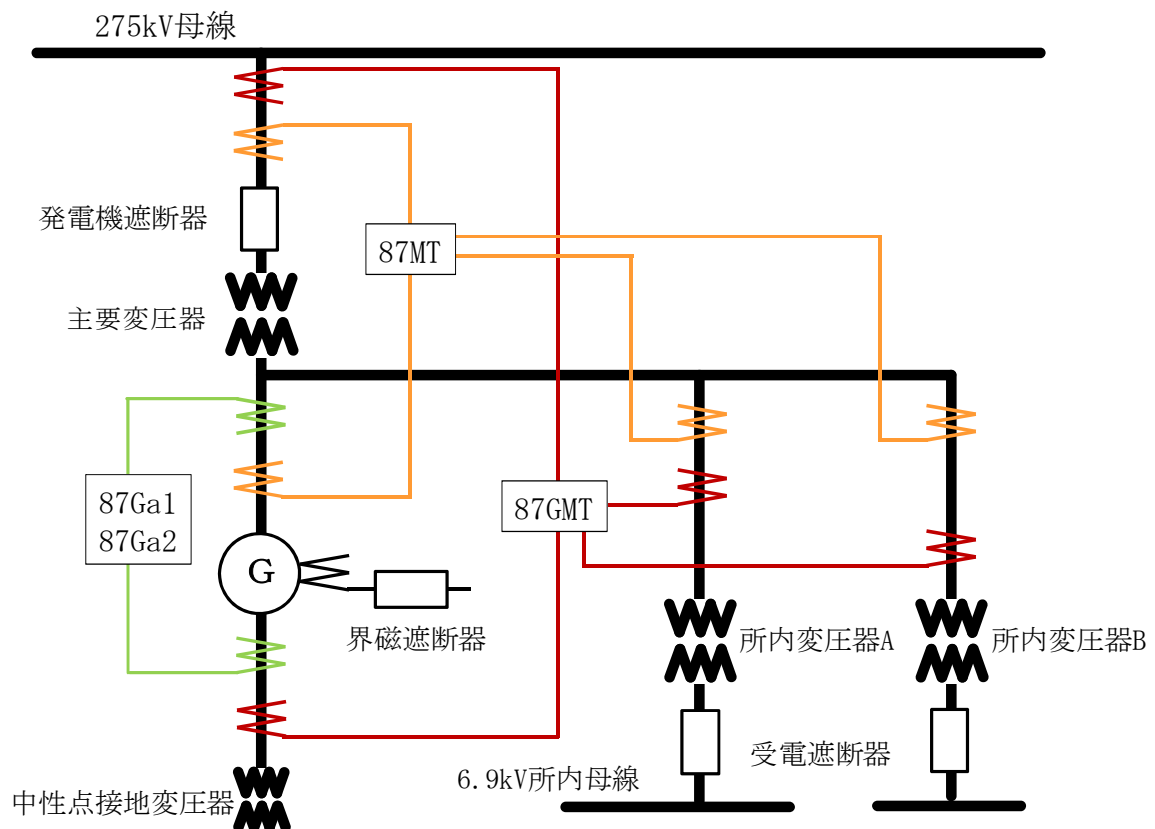 275kV母線
発電機遮断器
87MT
主要変圧器
87Ga1
87Ga2
87GMT
G
界磁遮断器
所内変圧器A
所内変圧器B
受電遮断器
6.9kV所内母線
中性点接地変圧器